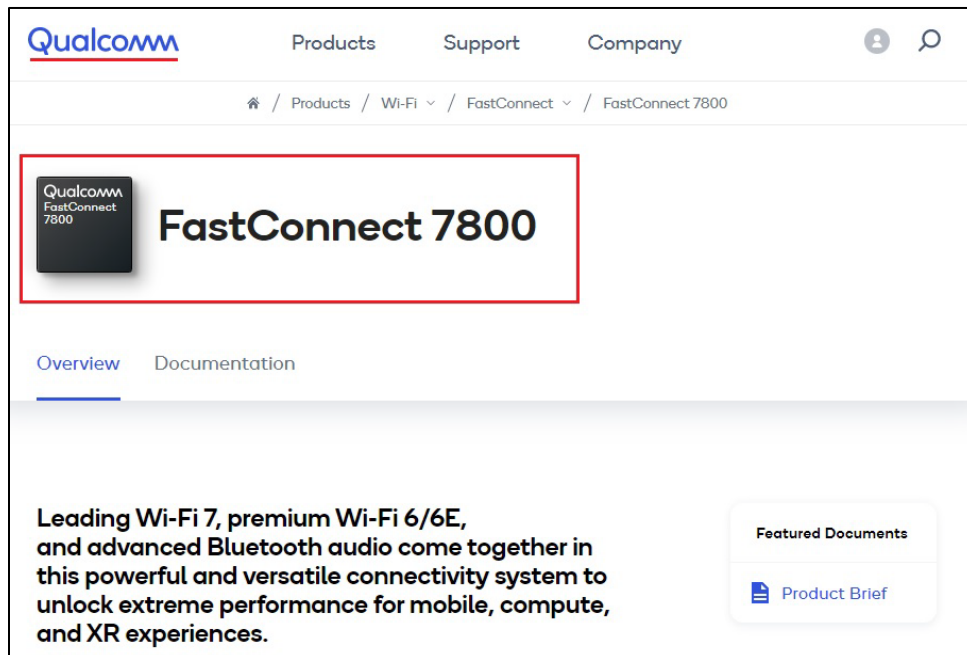 Qualcomm
Products Support Company
/ Products / Wi-Fi / FastConnect / FastConnect 7800
Qualcomm
FastConnect
7800
FastConnect 7800
Overview Documentation
Leading Wi-Fi 7, premium Wi-Fi 6/6E,
and advanced Bluetooth audio come together in
this powerful and versatile connectivity system to
unlock extreme performance for mobile, compute,
and XR experiences.
Featured Documents
Product Brief